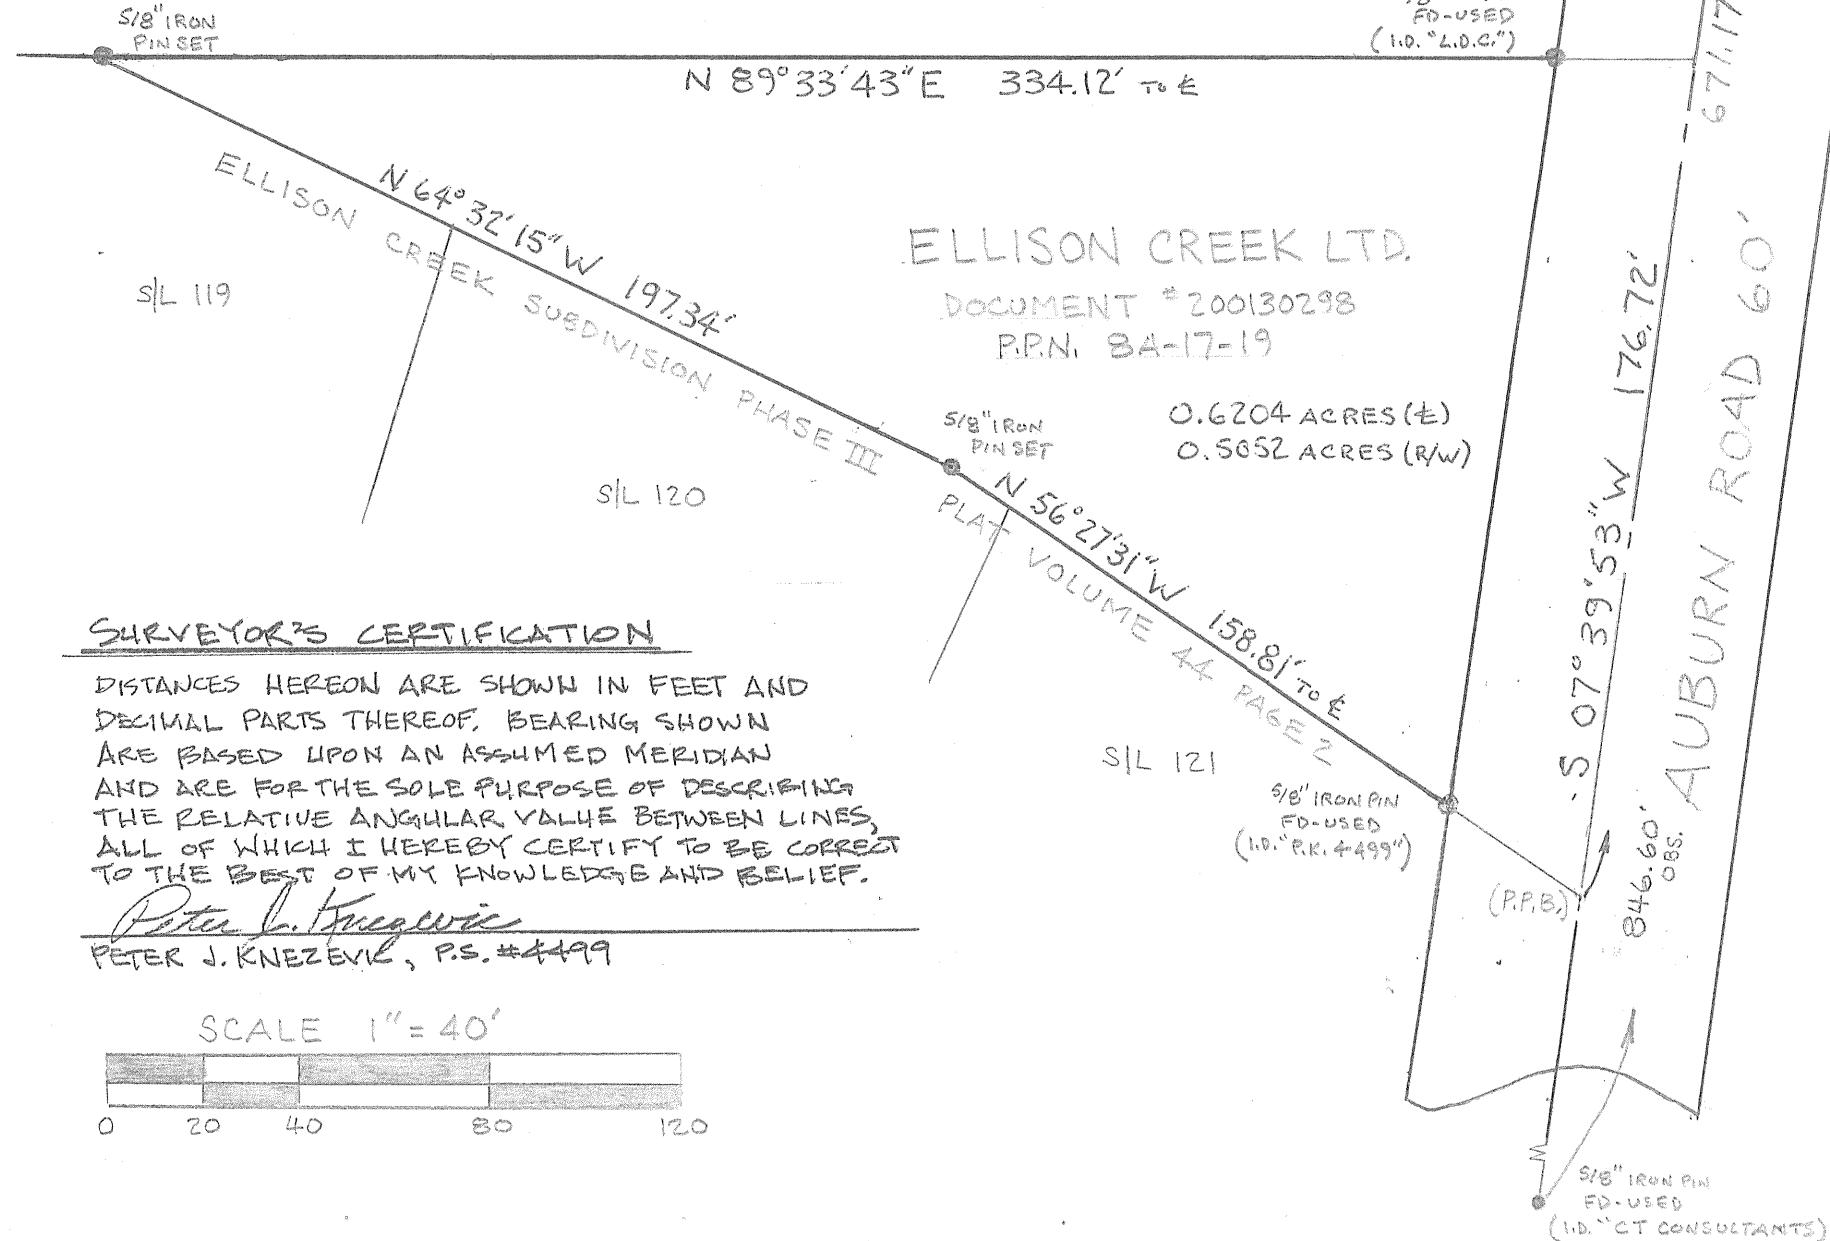 5/8" IRON
PIN SET
FD-USED
(I.D. "L.D.C.")
N 89°33'43" E 334.12' TO ℄
671.17
N 64°32'15" W 197.34'
ELLISON CREEK SUBDIVISION PHASE III
S/L 119
ELLISON CREEK LTD.
DOCUMENT #200130298
P.P.N. 8A-17-19
0.6204 ACRES (℄)
0.5052 ACRES (R/W)
5/8" IRON
PIN SET
S/L 120
N 56°27'31" W 158.81' TO ℄
PLAT VOLUME 44 PAGE 2
S/L 121
S 07°39'53" W 176.72'
AUBURN ROAD 60'
5/8" IRON PIN
FD-USED
(I.D. "P.K. 4499")
(P.P.B.)
846.60'
OBS.
SURVEYOR'S CERTIFICATION
DISTANCES HEREON ARE SHOWN IN FEET AND
DECIMAL PARTS THEREOF. BEARING SHOWN
ARE BASED UPON AN ASSUMED MERIDIAN
AND ARE FOR THE SOLE PURPOSE OF DESCRIBING
THE RELATIVE ANGULAR VALUE BETWEEN LINES,
ALL OF WHICH I HEREBY CERTIFY TO BE CORRECT
TO THE BEST OF MY KNOWLEDGE AND BELIEF.
Peter J. Knezevic
PETER J. KNEZEVIC, P.S. #4499
SCALE 1" = 40'
0 20 40 80 120
5/8" IRON PIN
FD-USED
(I.D. "CT CONSULTANTS)